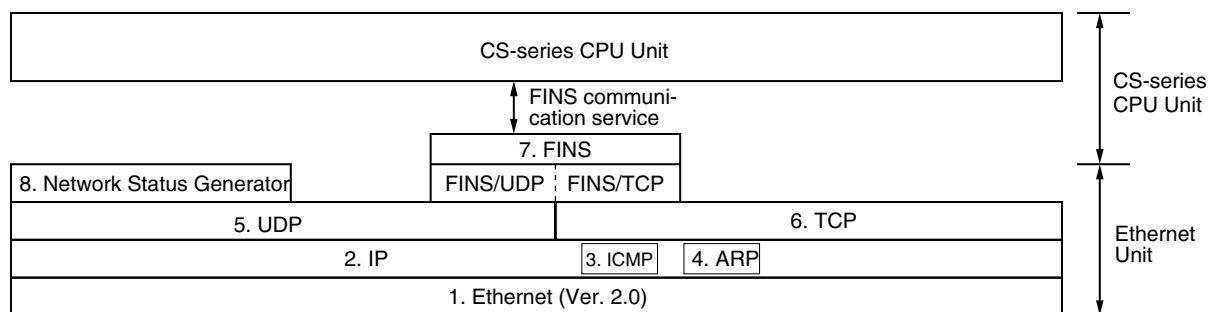 CS-series CPU Unit
FINS communi-
cation service
CS-series
CPU Unit
7. FINS
8. Network Status Generator
FINS/UDP
FINS/TCP
5. UDP
6. TCP
Ethernet
Unit
2. IP
3. ICMP
4. ARP
1. Ethernet (Ver. 2.0)